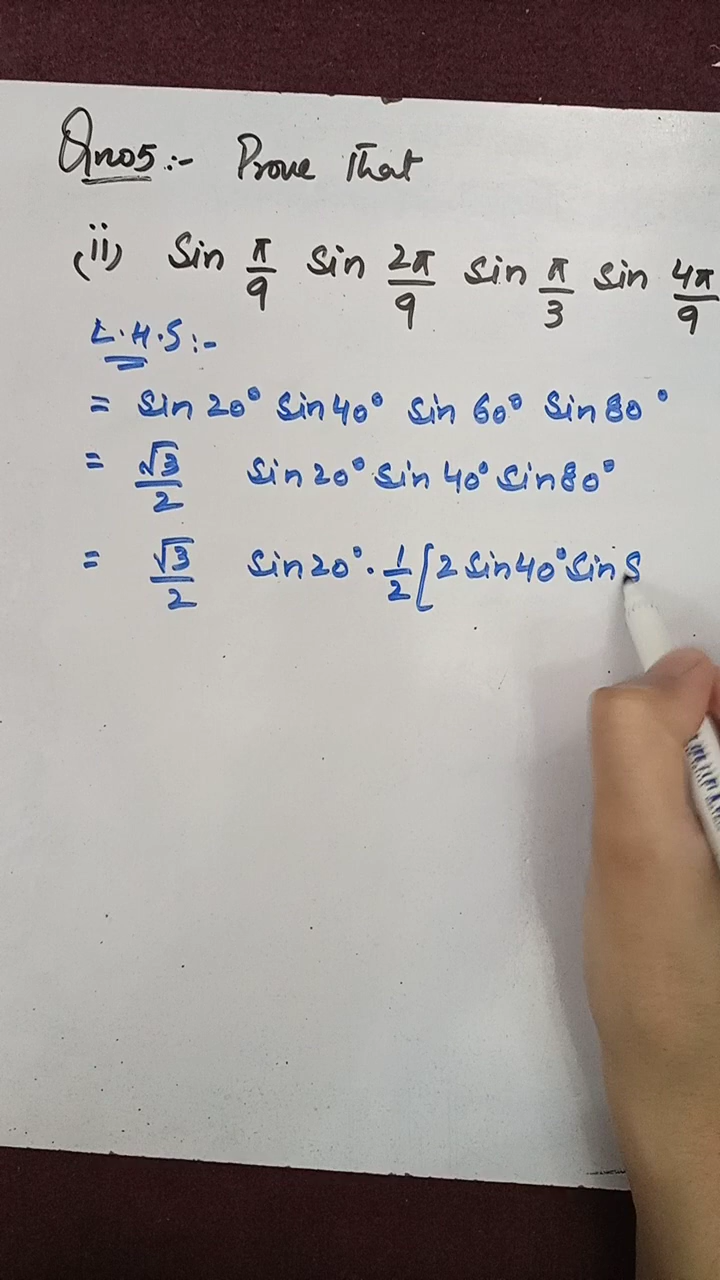 Qno5:- Prove That
(ii) Sin π/9 Sin 2π/9 Sin π/3 Sin 4π/9
L.H.S:-
= Sin 20° Sin 40° Sin 60° Sin 80°
= √3/2 Sin 20° Sin 40° Sin 80°
= √3/2 Sin 20° · 1/2 [2 Sin 40° Sin